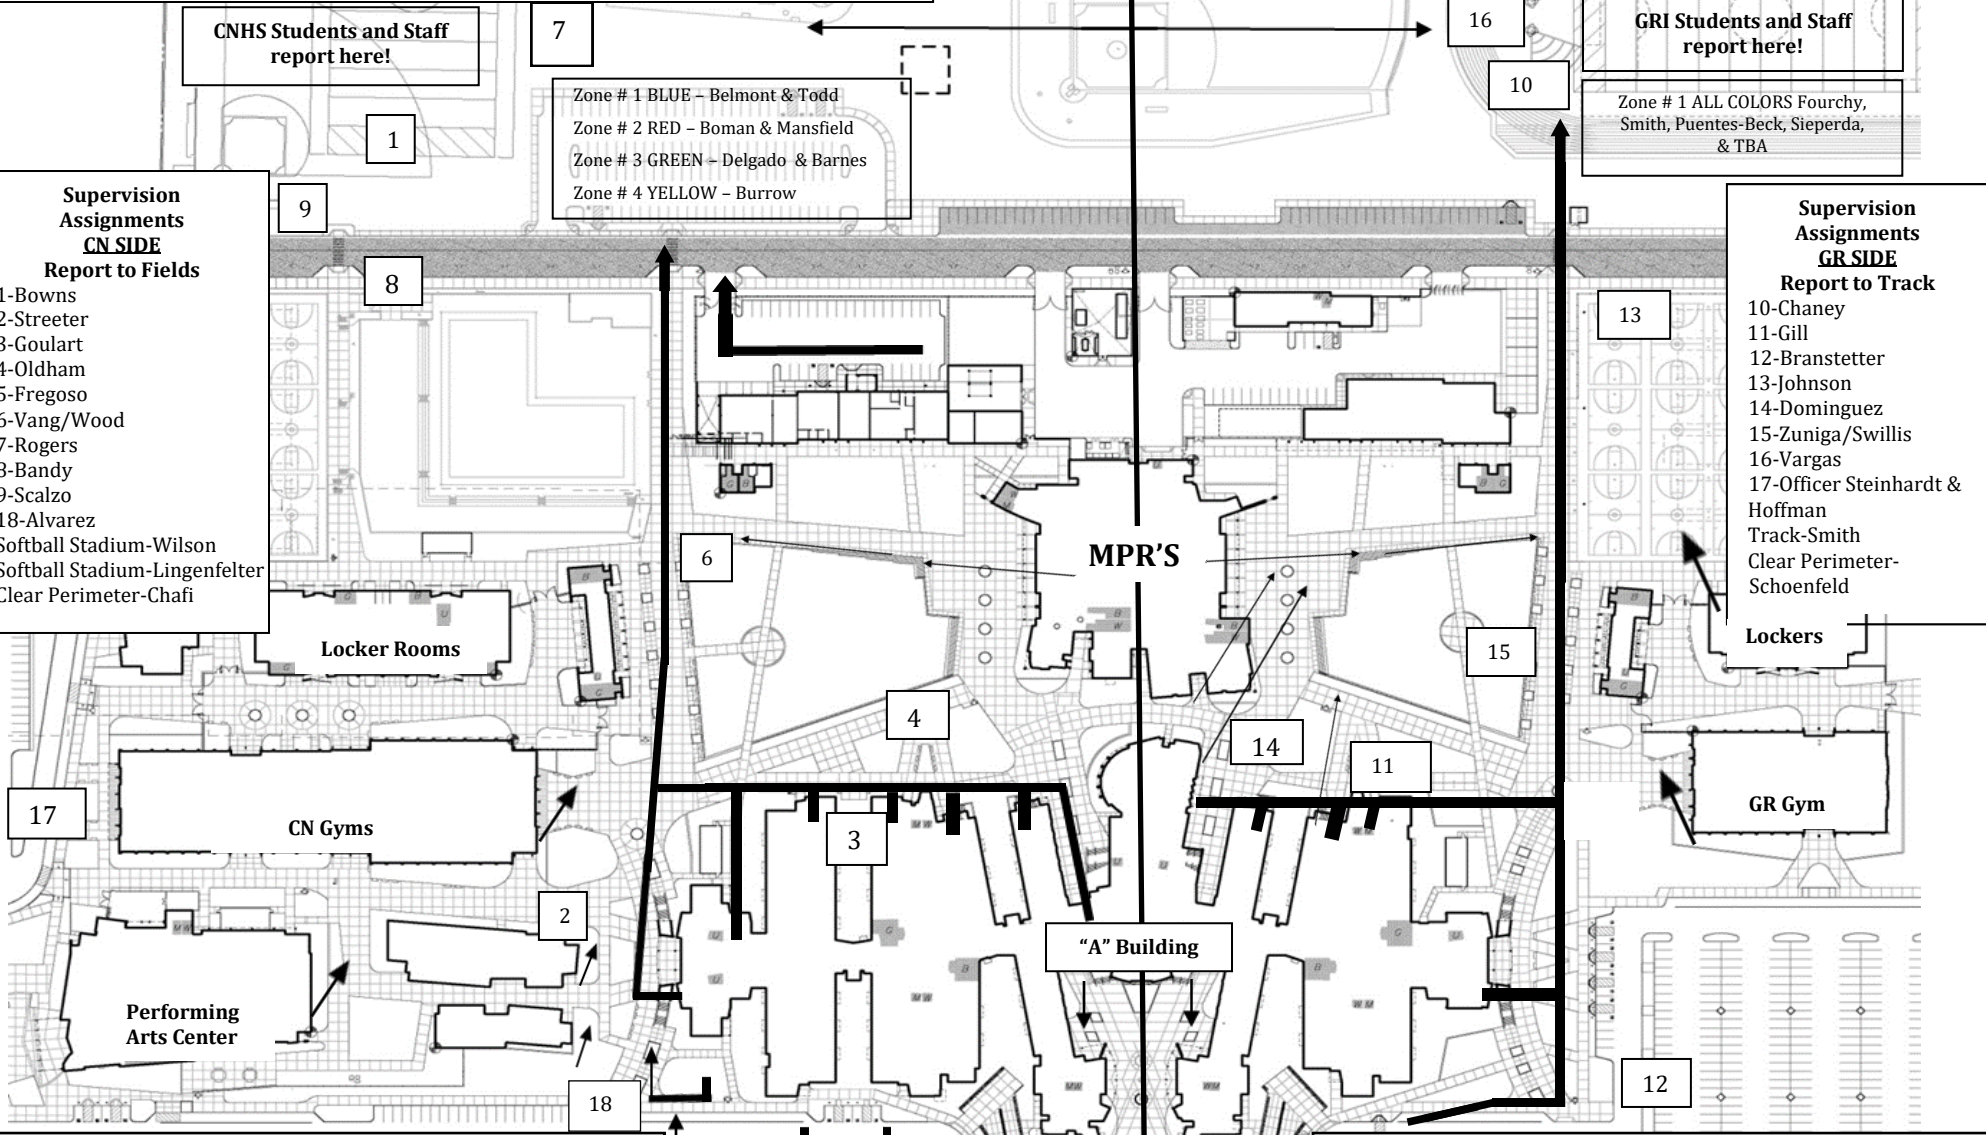 CNHS Students and Staff
report here!
7
16
GRI Students and Staff
report here!
10
Zone # 1 BLUE – Belmont & Todd
Zone # 2 RED – Boman & Mansfield
Zone # 3 GREEN – Delgado & Barnes
Zone # 4 YELLOW – Burrow
Zone # 1 ALL COLORS Fourchy,
Smith, Puentes-Beck, Sieperda,
& TBA
1
9
8
13
Supervision
Assignments
CN SIDE
Report to Fields
1-Bowns
2-Streeter
3-Goulart
4-Oldham
5-Fregoso
6-Vang/Wood
7-Rogers
8-Bandy
9-Scalzo
18-Alvarez
Softball Stadium-Wilson
Softball Stadium-Lingenfelter
Clear Perimeter-Chafi
Supervision
Assignments
GR SIDE
Report to Track
10-Chaney
11-Gill
12-Branstetter
13-Johnson
14-Dominguez
15-Zuniga/Swillis
16-Vargas
17-Officer Steinhardt &
Hoffman
Track-Smith
Clear Perimeter-
Schoenfeld
6
MPR'S
15
Locker Rooms
Lockers
4
14
11
17
CN Gyms
3
GR Gym
2
"A" Building
Performing
Arts Center
18
12